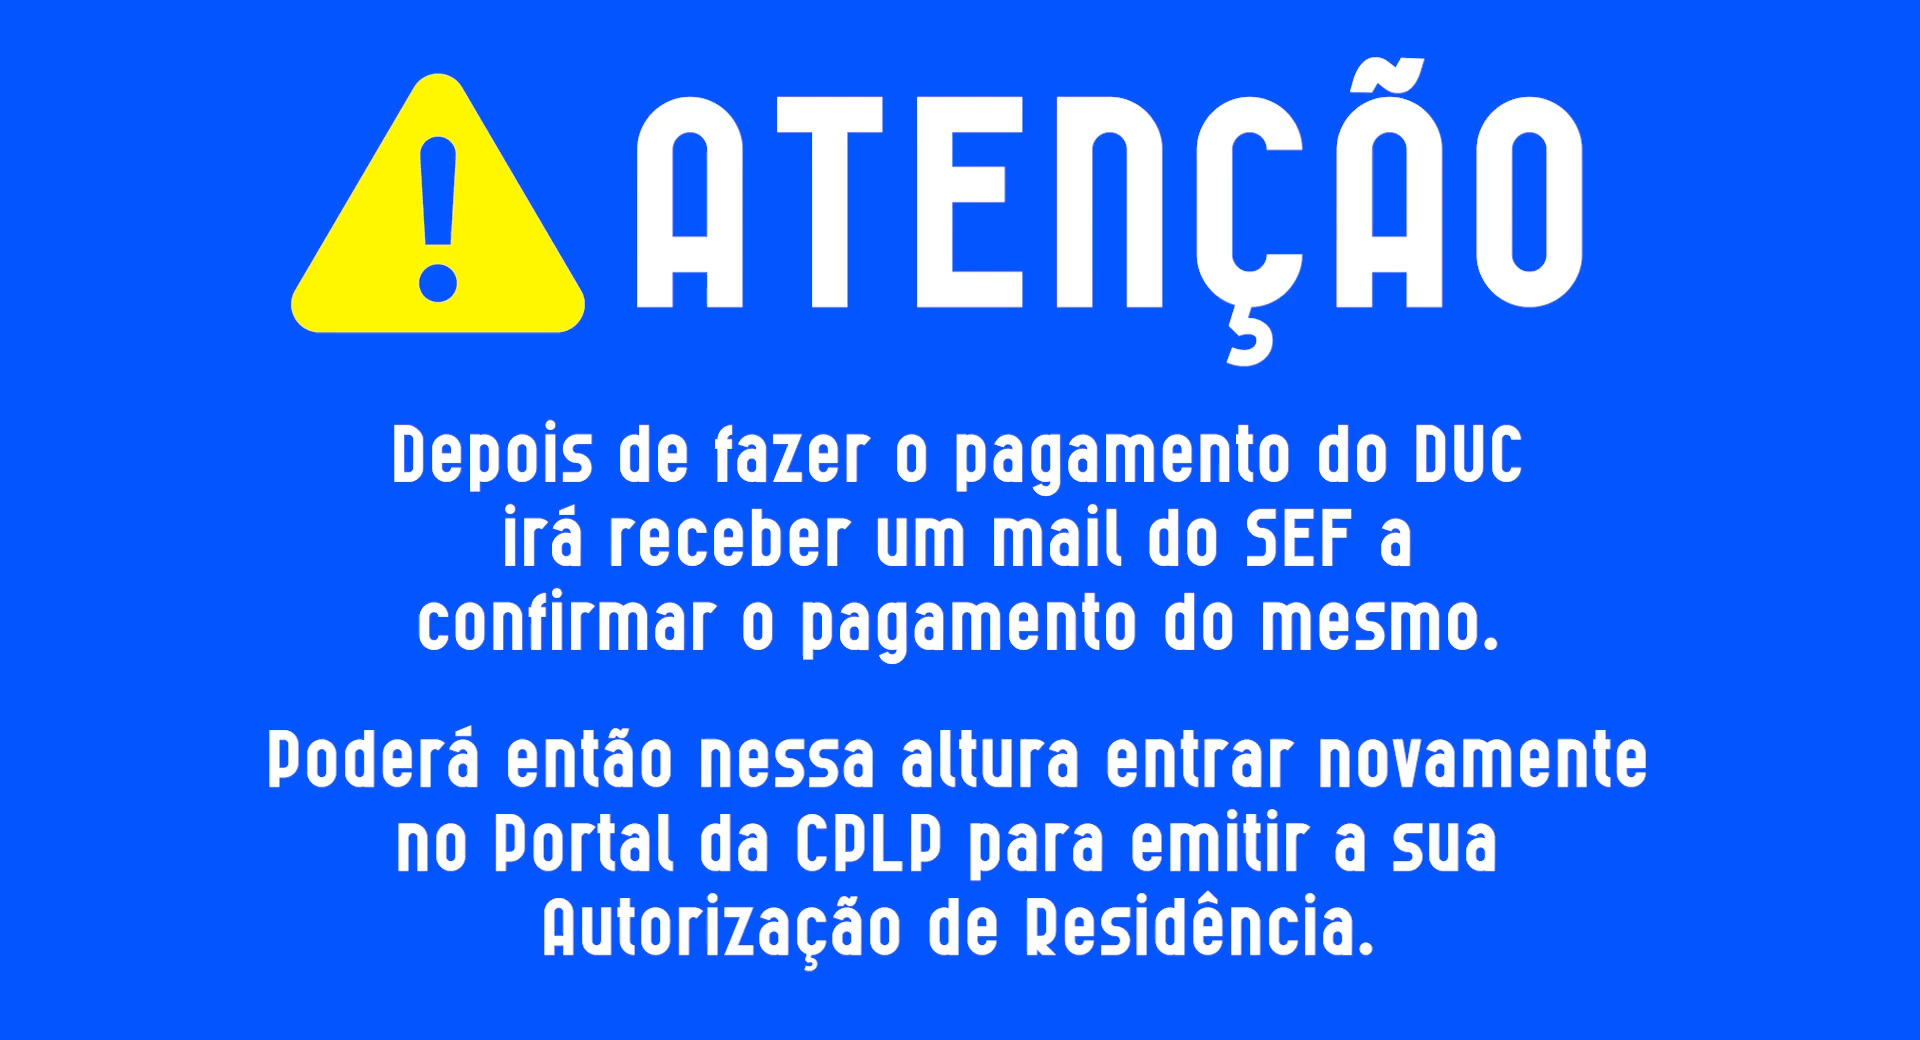 ATENÇÃO
Depois de fazer o pagamento do DUC
irá receber um mail do SEF a
confirmar o pagamento do mesmo.
Poderá então nessa altura entrar novamente
no Portal da CPLP para emitir a sua
Autorização de Residência.